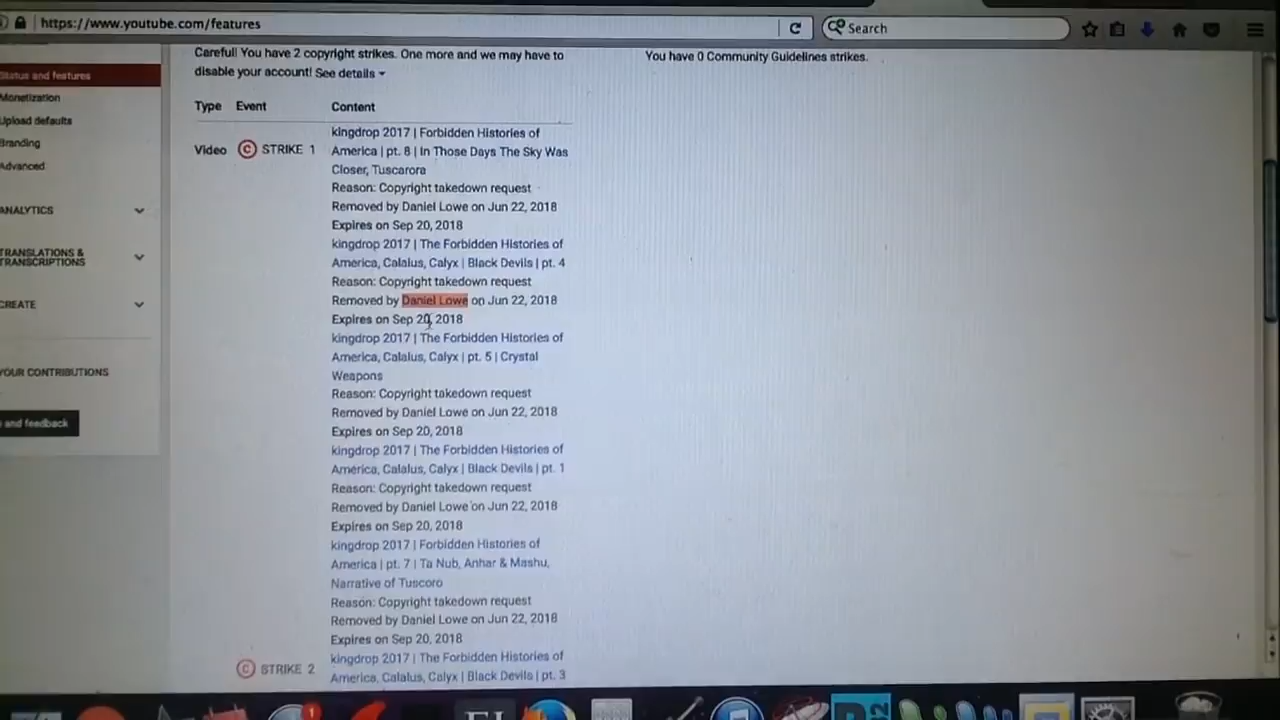 https://www.youtube.com/features
Search
Status and features
Monetization
Upload defaults
Branding
Advanced
ANALYTICS
TRANSLATIONS &
TRANSCRIPTIONS
CREATE
YOUR CONTRIBUTIONS
and feedback
Careful! You have 2 copyright strikes. One more and we may have to
disable your account! See details
You have 0 Community Guidelines strikes.
Type Event Content
Video STRIKE 1
kingdrop 2017 | Forbidden Histories of
America | pt. 8 | In Those Days The Sky Was
Closer, Tuscarora
Reason: Copyright takedown request
Removed by Daniel Lowe on Jun 22, 2018
Expires on Sep 20, 2018
kingdrop 2017 | The Forbidden Histories of
America, Calalus, Calyx | Black Devils | pt. 4
Reason: Copyright takedown request
Removed by Daniel Lowe on Jun 22, 2018
Expires on Sep 20, 2018
kingdrop 2017 | The Forbidden Histories of
America, Calalus, Calyx | pt. 5 | Crystal
Weapons
Reason: Copyright takedown request
Removed by Daniel Lowe on Jun 22, 2018
Expires on Sep 20, 2018
kingdrop 2017 | The Forbidden Histories of
America, Calalus, Calyx | Black Devils | pt. 1
Reason: Copyright takedown request
Removed by Daniel Lowe on Jun 22, 2018
Expires on Sep 20, 2018
kingdrop 2017 | Forbidden Histories of
America | pt. 7 | Ta Nub, Anhar & Mashu,
Narrative of Tuscoro
Reason: Copyright takedown request
Removed by Daniel Lowe on Jun 22, 2018
Expires on Sep 20, 2018
STRIKE 2
kingdrop 2017 | The Forbidden Histories of
America, Calalus, Calyx | Black Devils | pt. 3